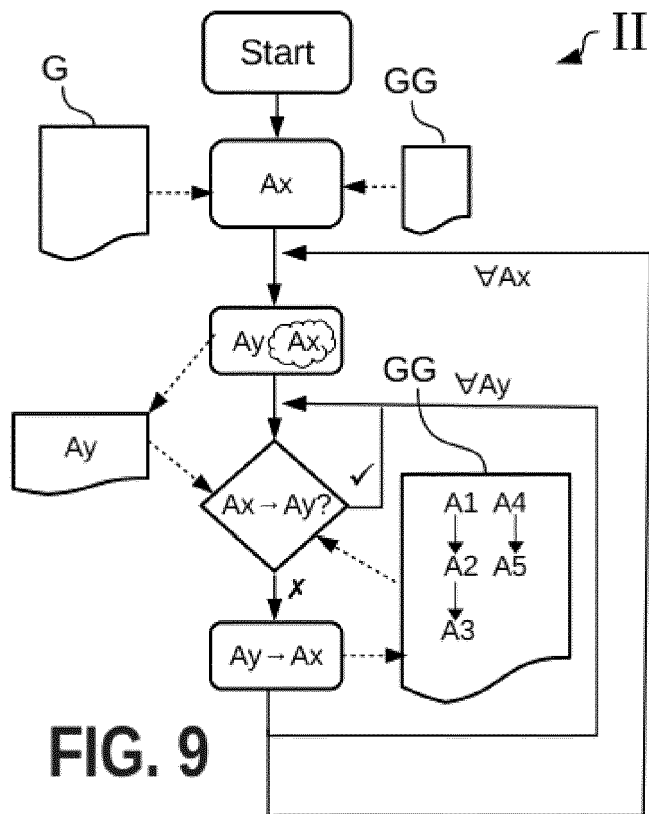 II
Start
G
GG
Ax
∀Ax
Ay Ax
GG
∀Ay
Ay
✓
Ax→Ay?
A1 A4
A2 A5
A3
✗
Ay→Ax
FIG. 9